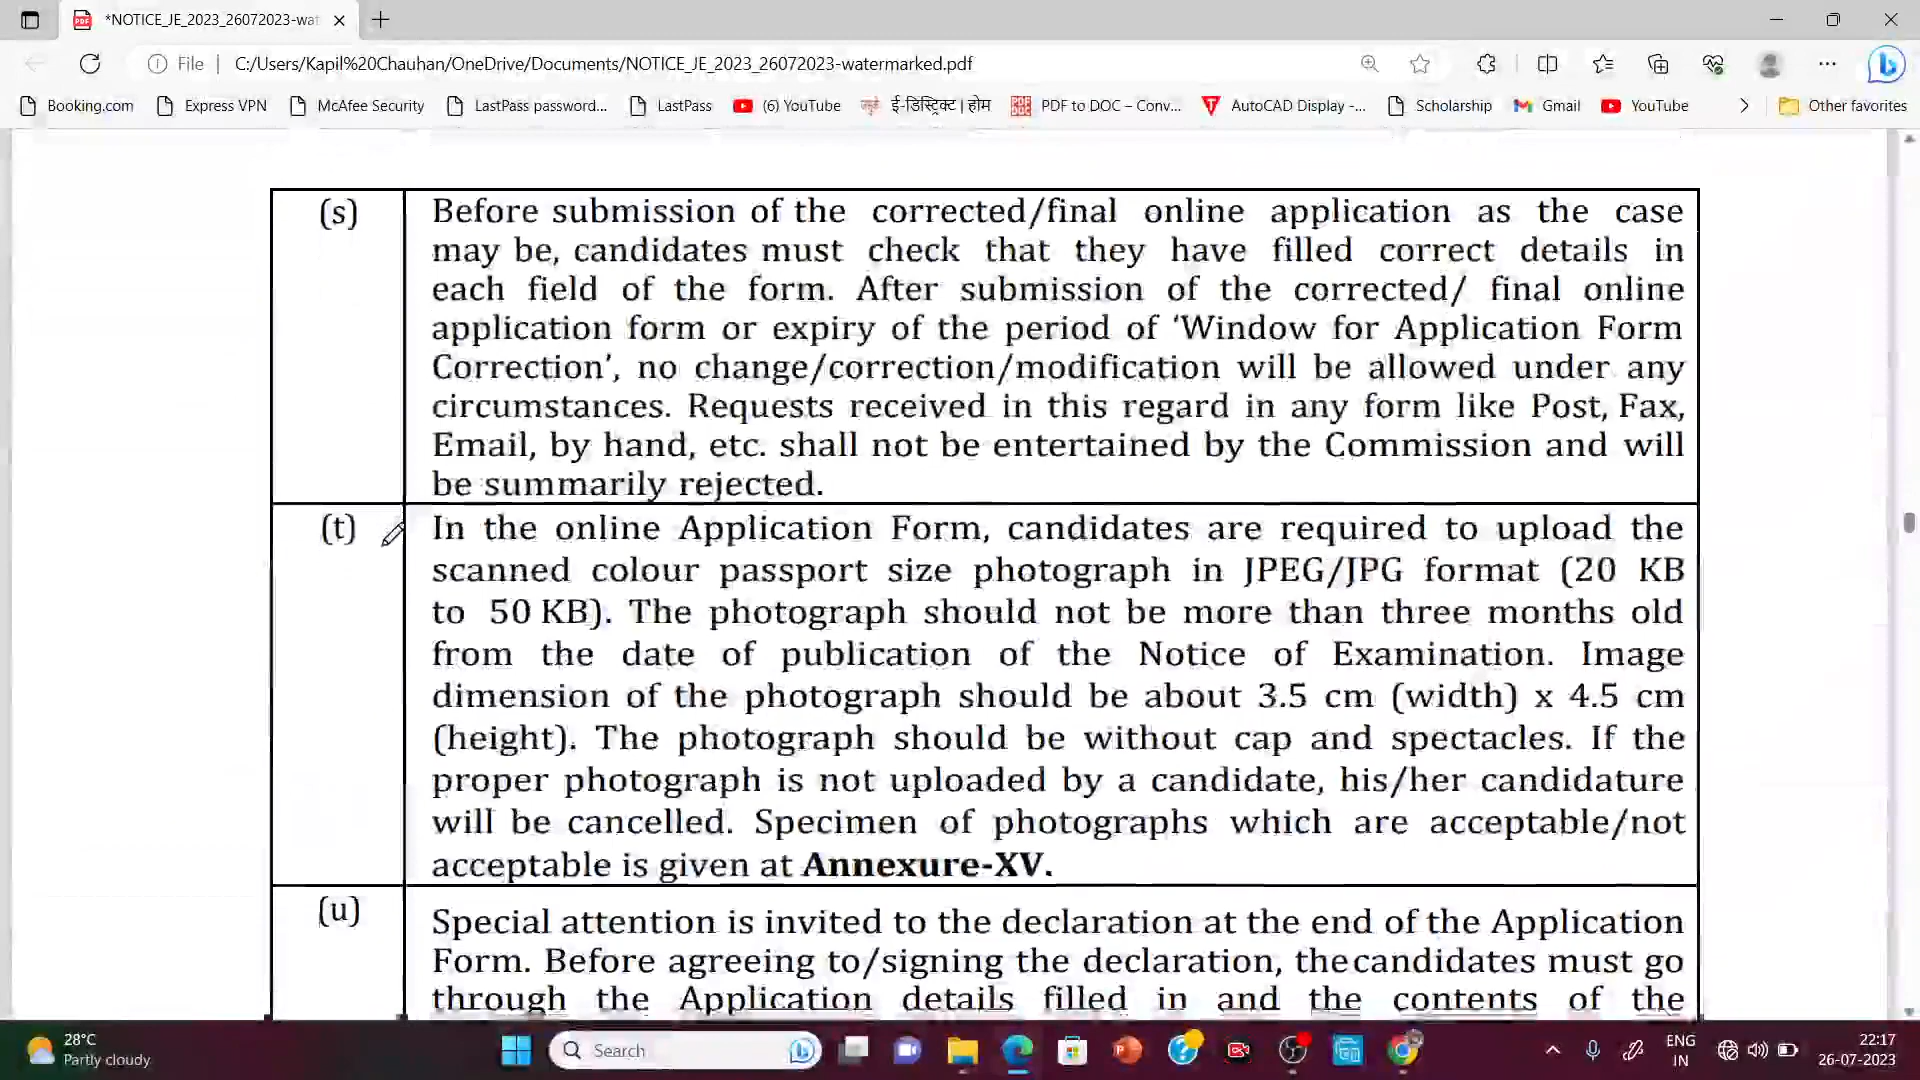 *NOTICE_JE_2023_26072023-wat
File
C:/Users/Kapil%20Chauhan/OneDrive/Documents/NOTICE_JE_2023_26072023-watermarked.pdf
Booking.com Express VPN McAfee Security LastPass password... LastPass (6) YouTube ई-डिस्ट्रिक्ट | होम PDF to DOC – Conv... AutoCAD Display -... Scholarship Gmail YouTube Other favorites
(s) Before submission of the corrected/final online application as the case
may be, candidates must check that they have filled correct details in
each field of the form. After submission of the corrected/ final online
application form or expiry of the period of ‘Window for Application Form
Correction’, no change/correction/modification will be allowed under any
circumstances. Requests received in this regard in any form like Post, Fax,
Email, by hand, etc. shall not be entertained by the Commission and will
be summarily rejected.
(t) In the online Application Form, candidates are required to upload the
scanned colour passport size photograph in JPEG/JPG format (20 KB
to 50 KB). The photograph should not be more than three months old
from the date of publication of the Notice of Examination. Image
dimension of the photograph should be about 3.5 cm (width) x 4.5 cm
(height). The photograph should be without cap and spectacles. If the
proper photograph is not uploaded by a candidate, his/her candidature
will be cancelled. Specimen of photographs which are acceptable/not
acceptable is given at Annexure-XV.
(u) Special attention is invited to the declaration at the end of the Application
Form. Before agreeing to/signing the declaration, thecandidates must go
through the Application details filled in and the contents of the
28°C
Partly cloudy
Search
ENG
IN
22:17
26-07-2023